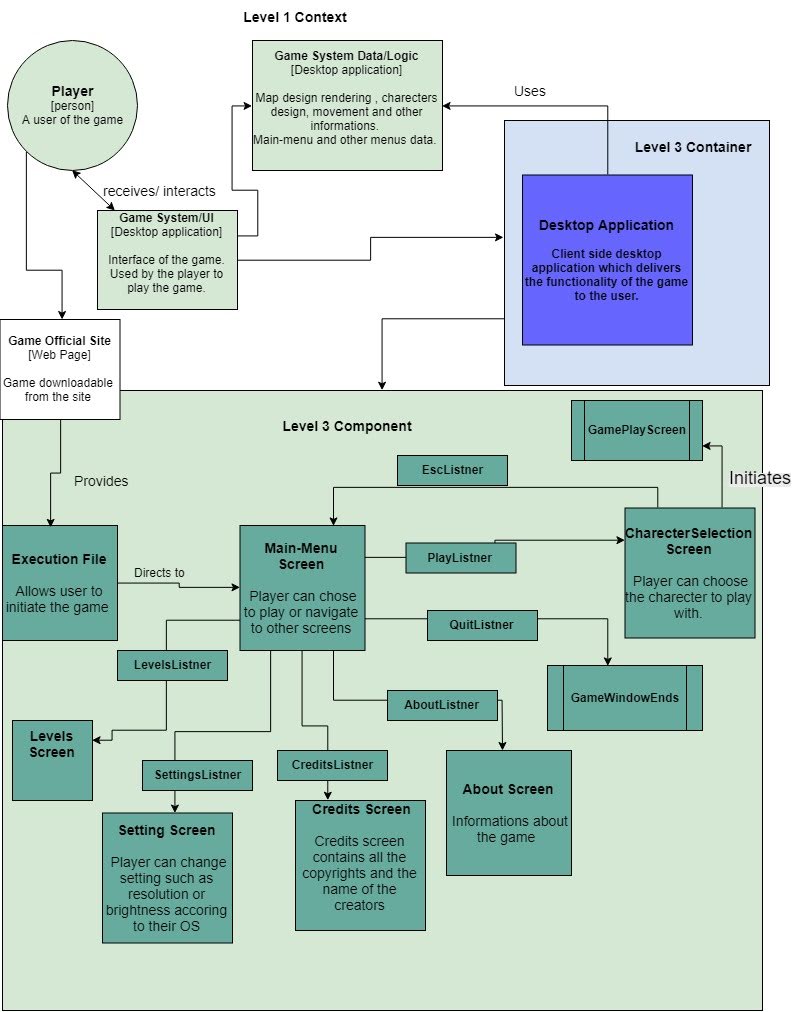 Level 1 Context
Player
[person]
A user of the game
Game System Data/Logic
[Desktop application]
Map design rendering , charecters
design, movement and other
informations.
Main-menu and other menus data.
Uses
Level 3 Container
receives/ interacts
Game System/UI
[Desktop application]
Interface of the game.
Used by the player to
play the game.
Desktop Application
Client side desktop
application which delivers
the functionality of the game
to the user.
Game Official Site
[Web Page]
Game downloadable
from the site
Level 3 Component
GamePlayScreen
EscListner
Initiates
Provides
Execution File
Allows user to
initiate the game
Directs to
Main-Menu
Screen
Player can chose
to play or navigate
to other screens
PlayListner
CharecterSelection
Screen
Player can choose
the charecter to play
with.
QuitListner
LevelsListner
GameWindowEnds
AboutListner
Levels
Screen
SettingsListner
CreditsListner
About Screen
Informations about
the game
Setting Screen
Player can change
setting such as
resolution or
brightness accoring
to their OS
Credits Screen
Credits screen
contains all the
copyrights and the
name of the
creators